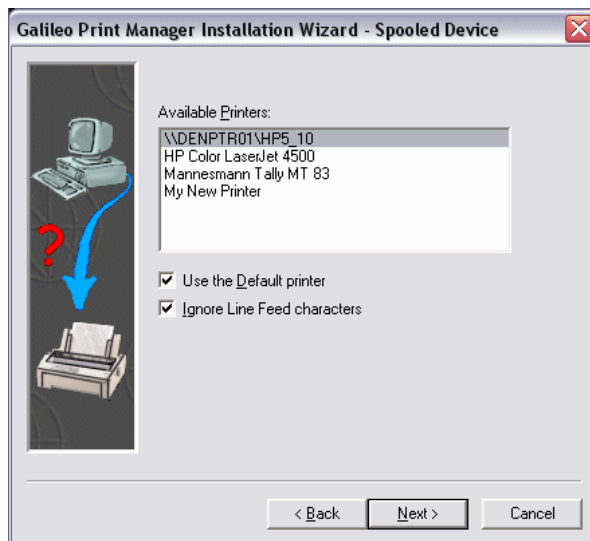 Galileo Print Manager Installation Wizard - Spooled Device
Available Printers:
\\DENPTR01\HP5_10
HP Color LaserJet 4500
Mannesmann Tally MT 83
My New Printer
Use the Default printer
Ignore Line Feed characters
?
< Back Next > Cancel